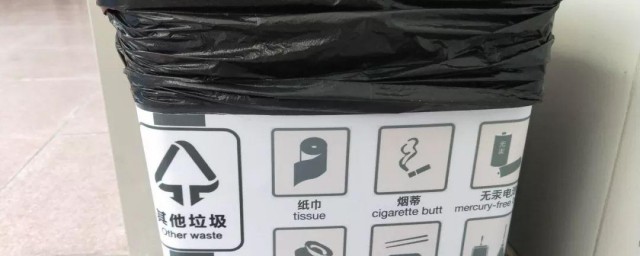 其他垃圾
Other waste
纸巾
tissue
烟蒂
cigarette butt
无汞电
mercury-free